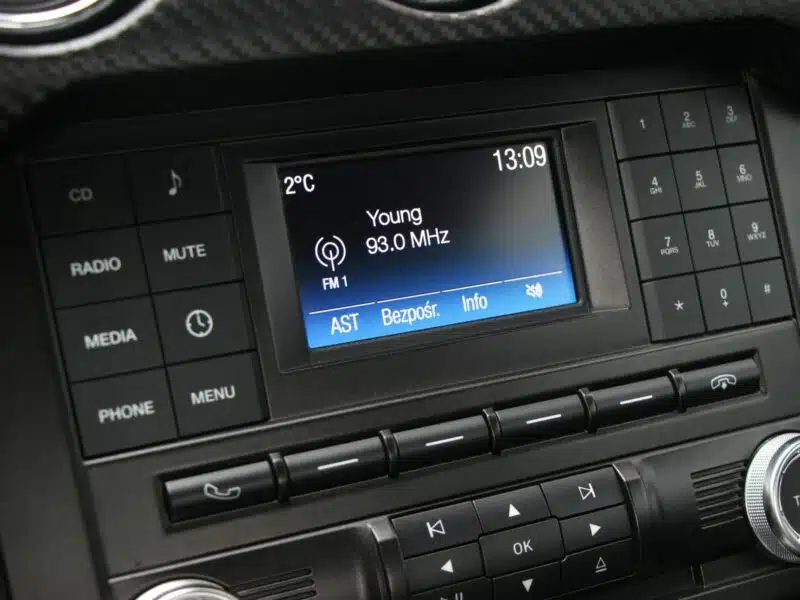 2°C
13:09
Young
93.0 MHz
FM 1
AST Bezpośr. Info
CD
RADIO MUTE
MEDIA
PHONE MENU
1 2 ABC 3 DEF
4 GHI 5 JKL 6 MNO
7 PQRS 8 TUV 9 WXYZ
* 0 + #
OK